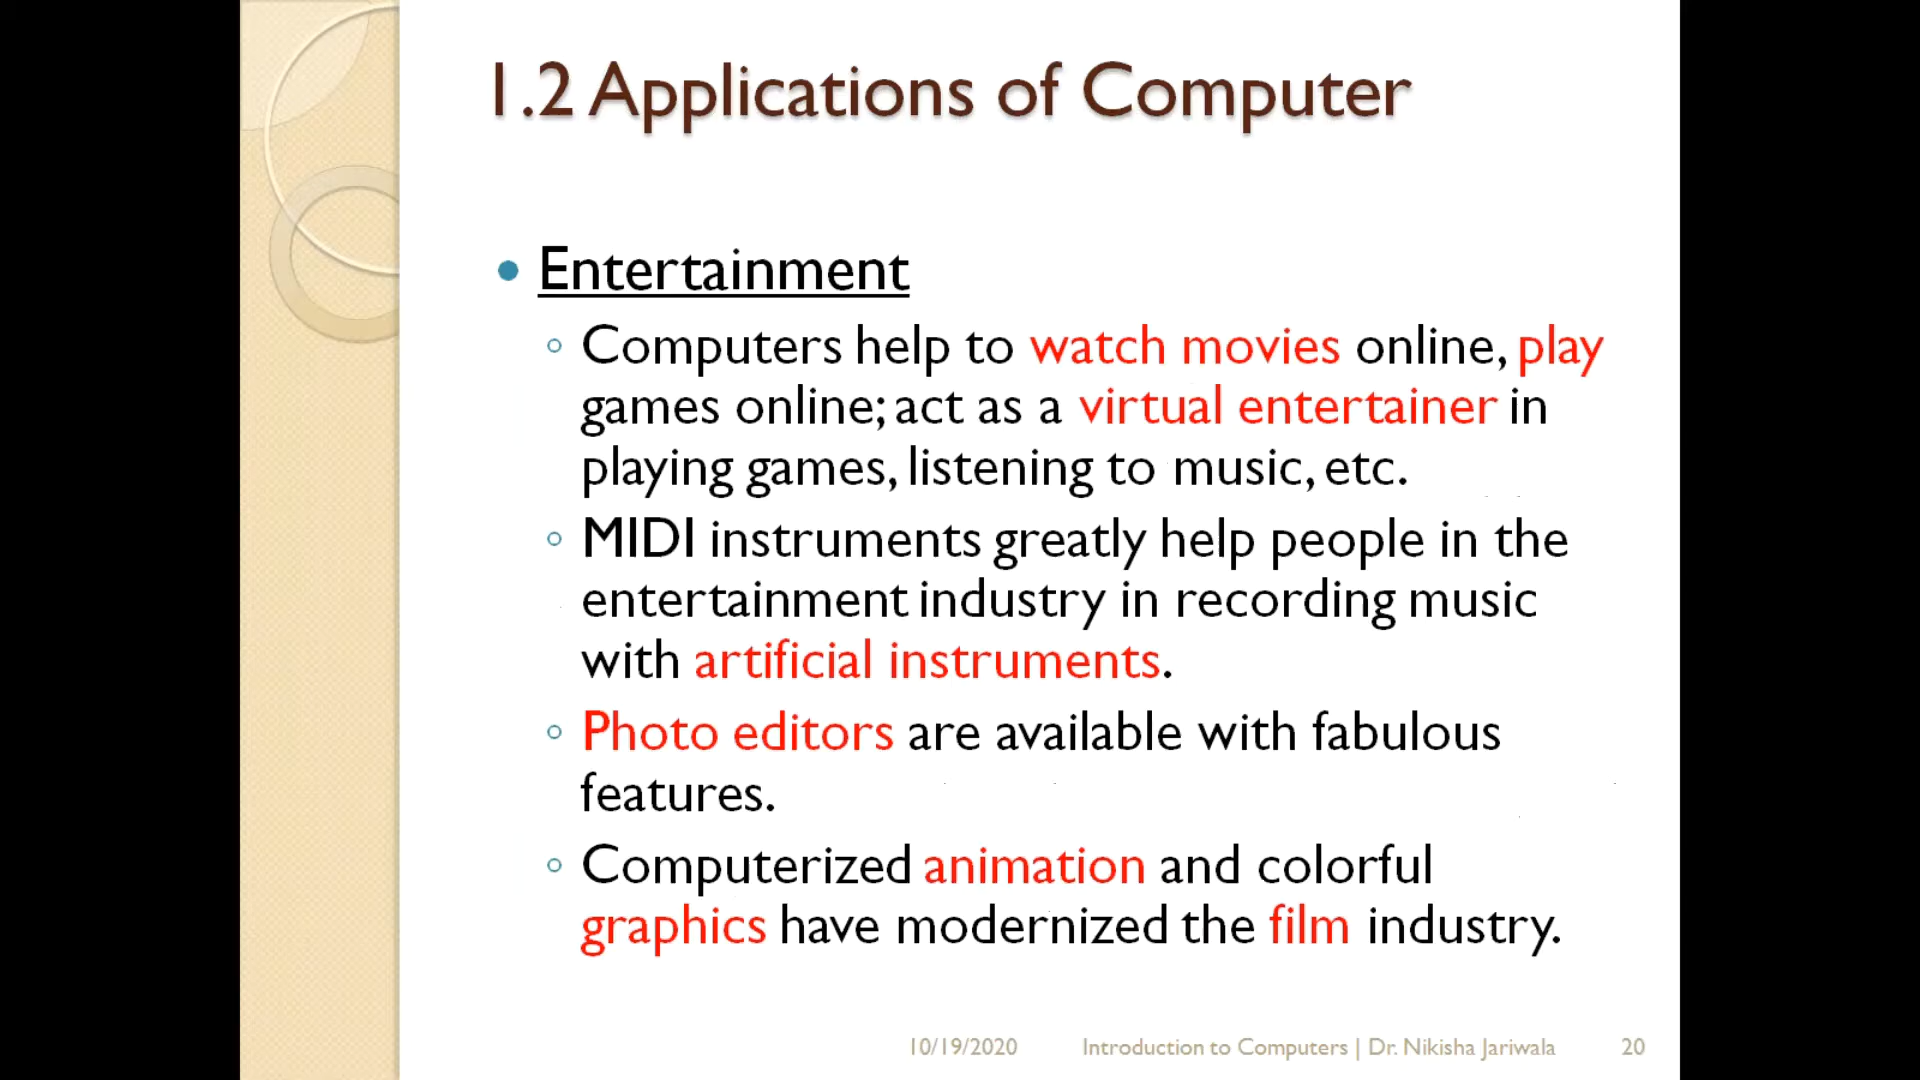 1.2 Applications of Computer
• Entertainment
◦ Computers help to watch movies online, play
games online; act as a virtual entertainer in
playing games, listening to music, etc.
◦ MIDI instruments greatly help people in the
entertainment industry in recording music
with artificial instruments.
◦ Photo editors are available with fabulous
features.
◦ Computerized animation and colorful
graphics have modernized the film industry.
10/19/2020 Introduction to Computers | Dr. Nikisha Jariwala 20